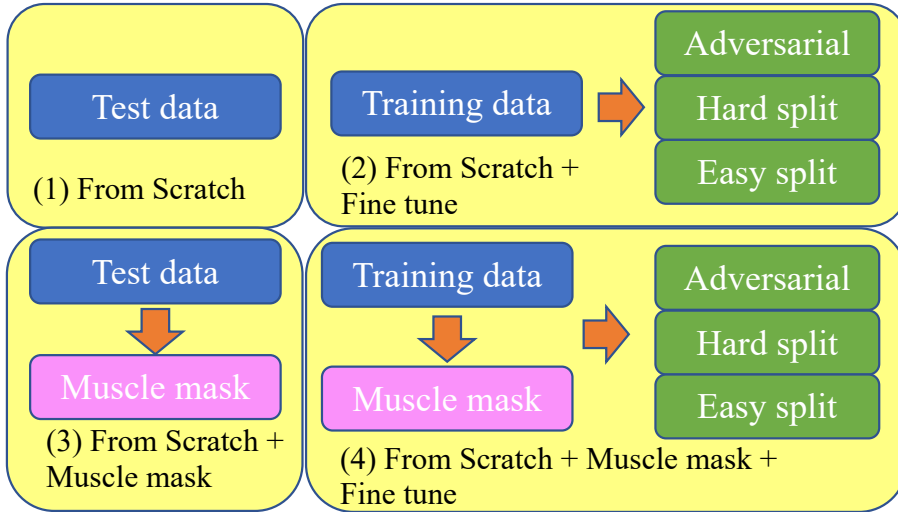 Test data
(1) From Scratch
Training data
(2) From Scratch +
Fine tune
Adversarial
Hard split
Easy split
Test data
Muscle mask
(3) From Scratch +
Muscle mask
Training data
Muscle mask
(4) From Scratch + Muscle mask +
Fine tune
Adversarial
Hard split
Easy split